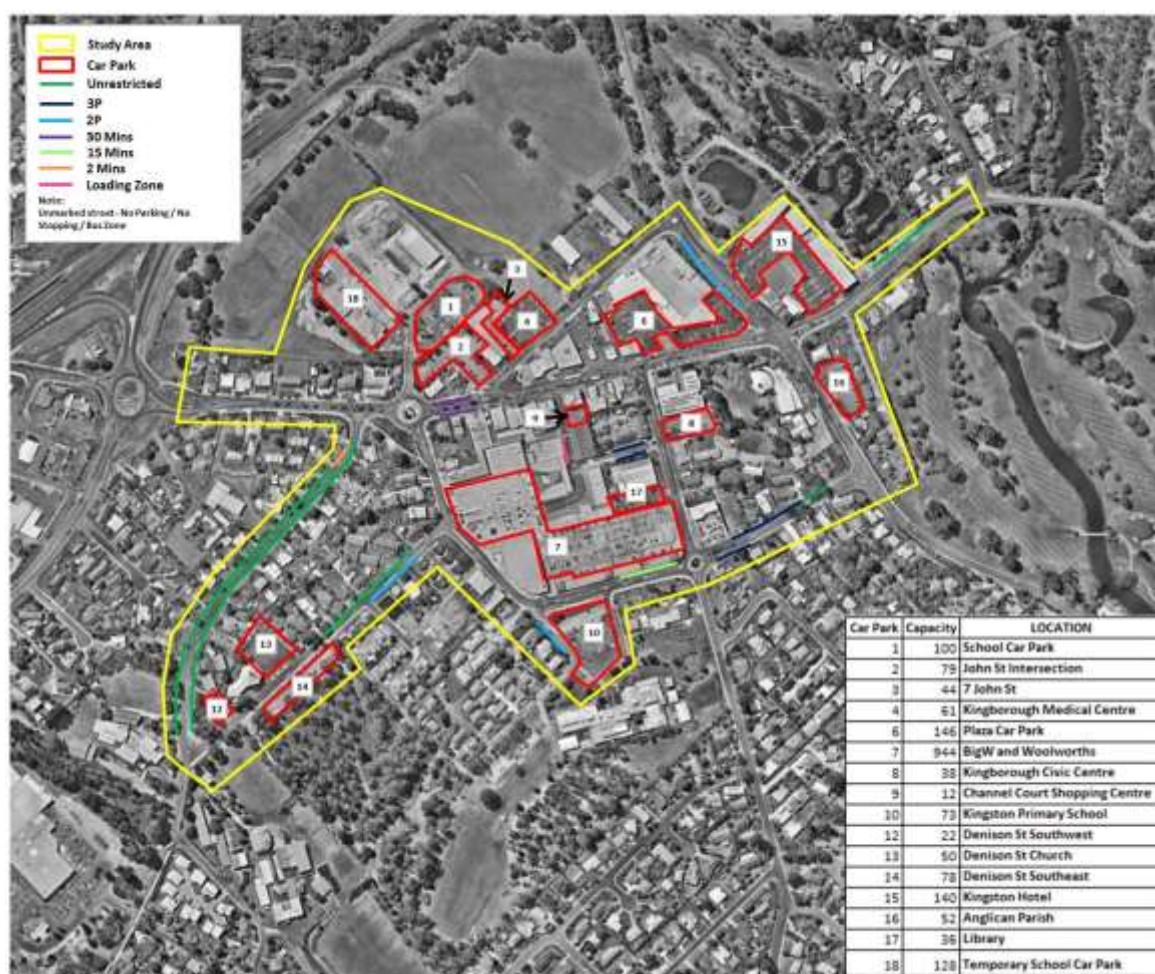 Study Area
Car Park
Unrestricted
3P
2P
30 Mins
15 Mins
2 Mins
Loading Zone
Note:
Unmarked street - No Parking / No
Stopping / Bus Zone
18
1
2
3
4
6
15
16
9
8
17
7
10
13
14
12
Car Park Capacity LOCATION
1 100 School Car Park
2 79 John St Intersection
3 44 7 John St
4 61 Kingborough Medical Centre
6 146 Plaza Car Park
7 944 BigW and Woolworths
8 38 Kingborough Civic Centre
9 12 Channel Court Shopping Centre
10 73 Kingston Primary School
12 22 Denison St Southwest
13 50 Denison St Church
14 78 Denison St Southeast
15 140 Kingston Hotel
16 52 Anglican Parish
17 36 Library
18 128 Temporary School Car Park